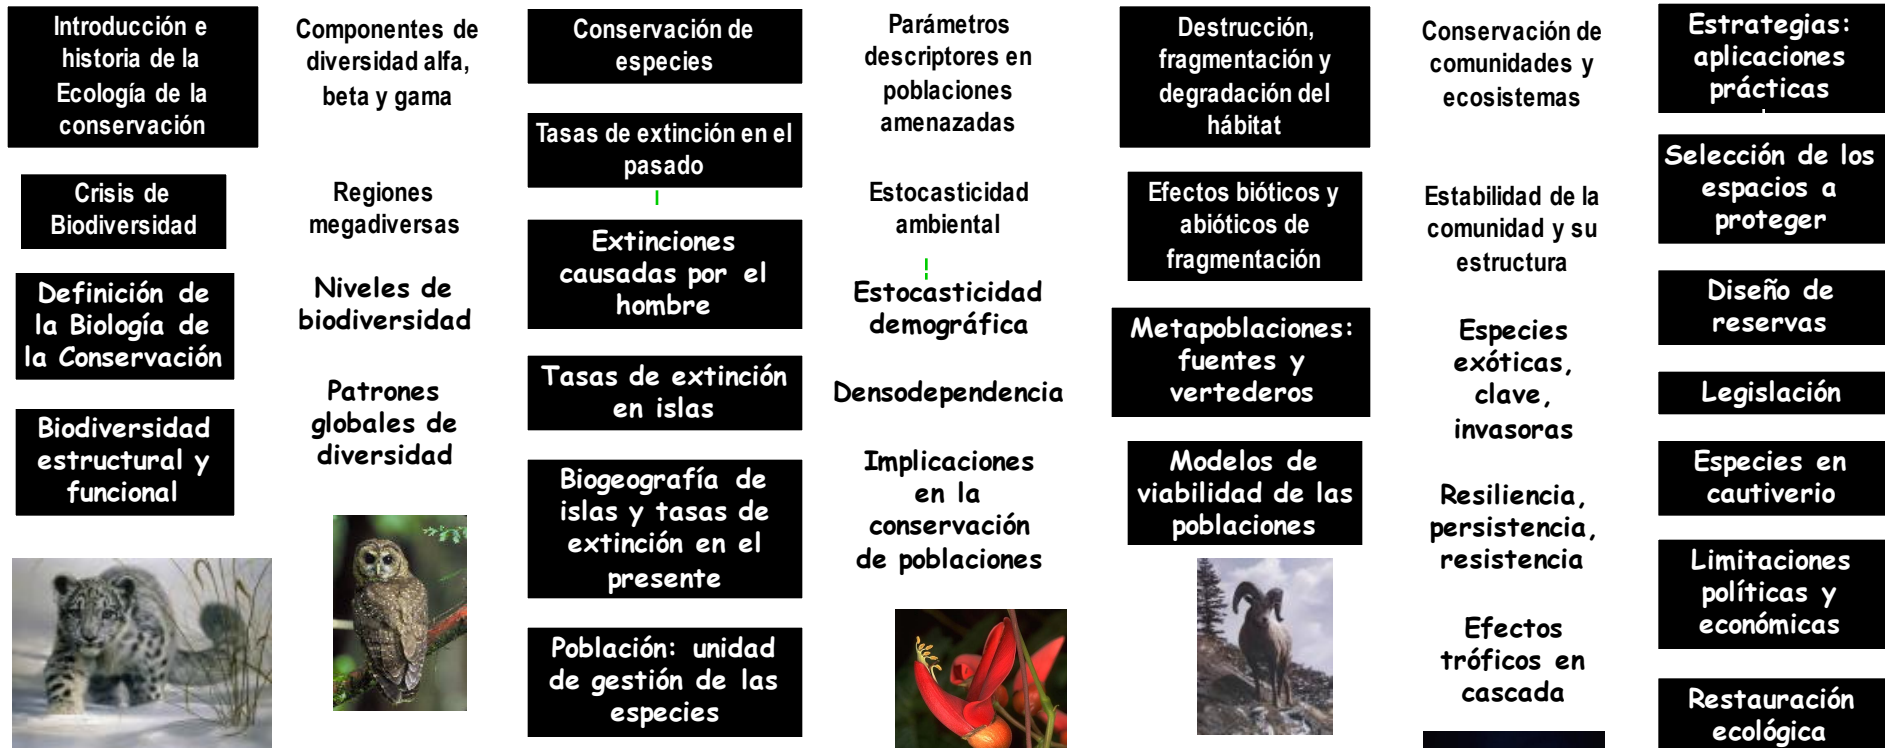 Introducción e
historia de la
Ecología de la
conservación
Crisis de
Biodiversidad
Definición de
la Biología de
la Conservación
Biodiversidad
estructural y
funcional
Componentes de
diversidad alfa,
beta y gama
Regiones
megadiversas
Niveles de
biodiversidad
Patrones
globales de
diversidad
Conservación de
especies
Tasas de extinción en el
pasado
Extinciones
causadas por el
hombre
Tasas de extinción
en islas
Biogeografía de
islas y tasas de
extinción en el
presente
Población: unidad
de gestión de las
especies
Parámetros
descriptores en
poblaciones
amenazadas
Estocasticidad
ambiental
Estocasticidad
demográfica
Densodependencia
Implicaciones
en la
conservación
de poblaciones
Destrucción,
fragmentación y
degradación del
hábitat
Efectos bióticos y
abióticos de
fragmentación
Metapoblaciones:
fuentes y
vertederos
Modelos de
viabilidad de las
poblaciones
Conservación de
comunidades y
ecosistemas
Estabilidad de la
comunidad y su
estructura
Especies
exóticas,
clave,
invasoras
Resiliencia,
persistencia,
resistencia
Efectos
tróficos en
cascada
Estrategias:
aplicaciones
prácticas
Selección de los
espacios a
proteger
Diseño de
reservas
Legislación
Especies en
cautiverio
Limitaciones
políticas y
económicas
Restauración
ecológica